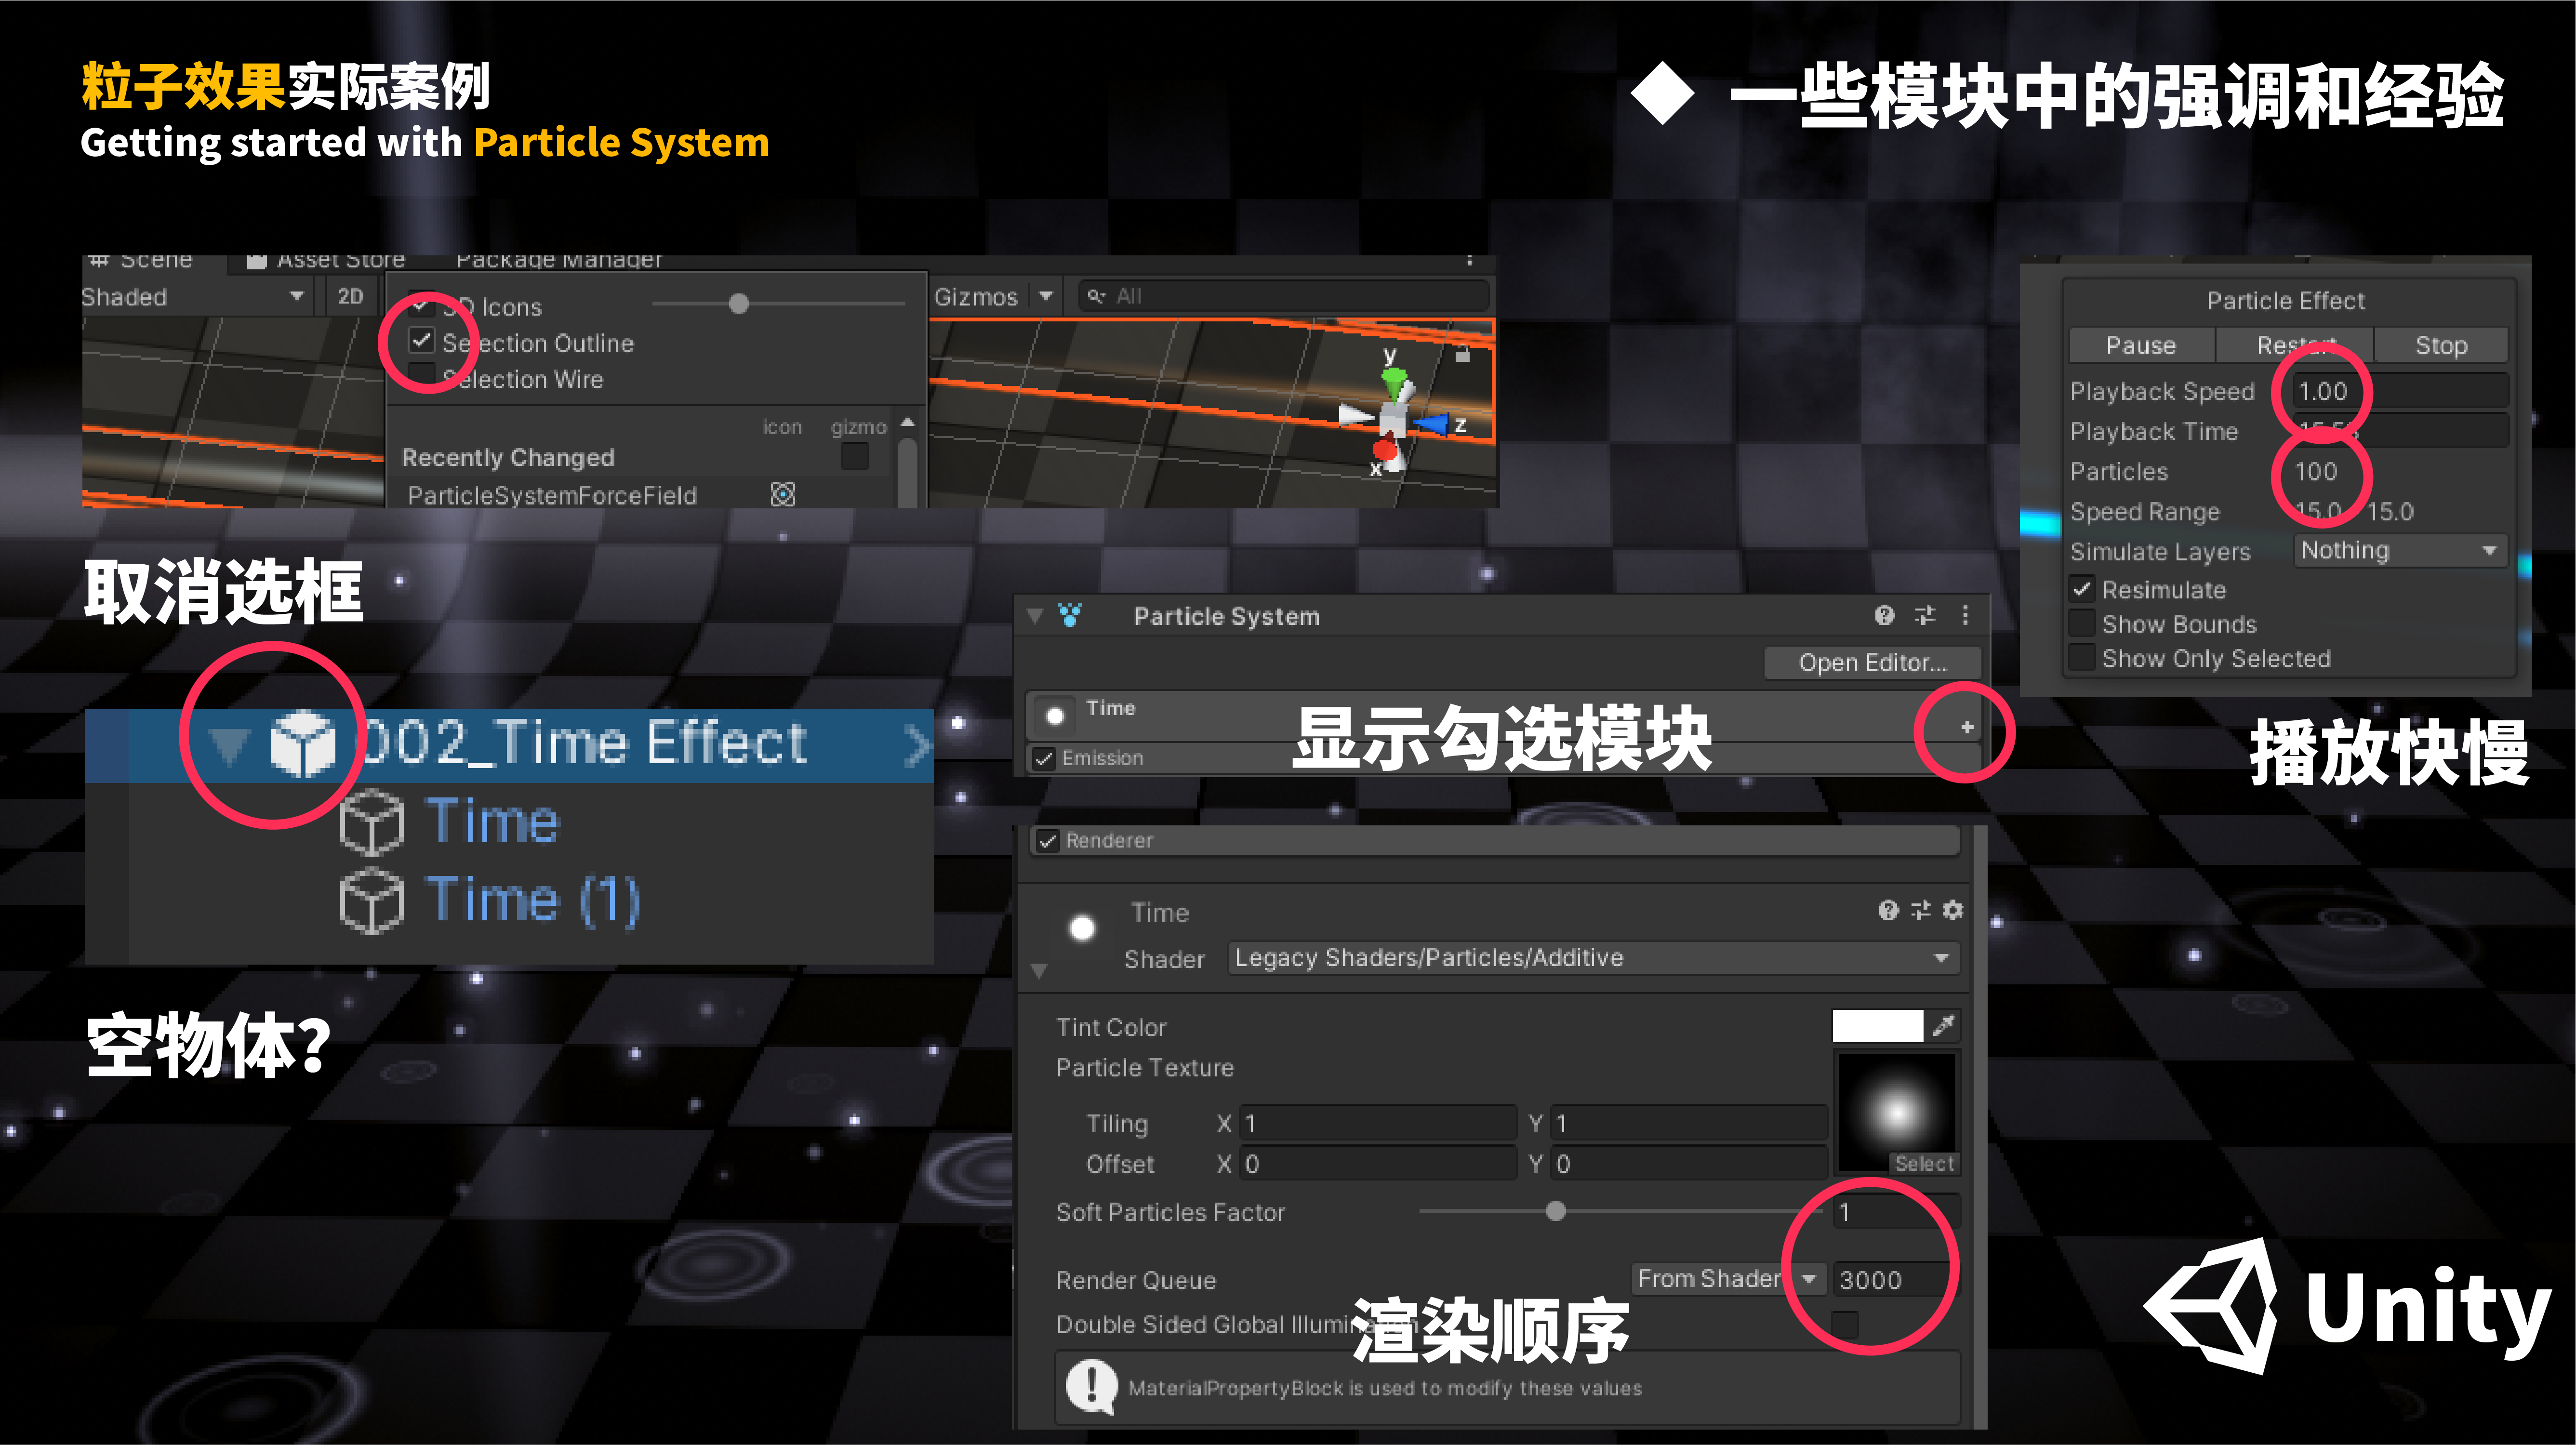 粒子效果实际案例
Getting started with Particle System
◆ 一些模块中的强调和经验
Scene Asset Store Package Manager
Shaded 2D
3D Icons
Selection Outline
Selection Wire
icon gizmo
Recently Changed
ParticleSystemForceField
Gizmos All
y
z
x
取消选框
002_Time Effect
Time
Time (1)
空物体?
Particle System
Open Editor...
Time
显示勾选模块
Emission
Renderer
Time
Shader Legacy Shaders/Particles/Additive
Tint Color
Particle Texture
Tiling X 1 Y 1
Offset X 0 Y 0
Select
Soft Particles Factor 1
Render Queue From Shader 3000
Double Sided Global Illumination
渲染顺序
MaterialPropertyBlock is used to modify these values
Particle Effect
Pause Restart Stop
Playback Speed 1.00
Playback Time
Particles 100
Speed Range 15.0 15.0
Simulate Layers Nothing
Resimulate
Show Bounds
Show Only Selected
播放快慢
Unity